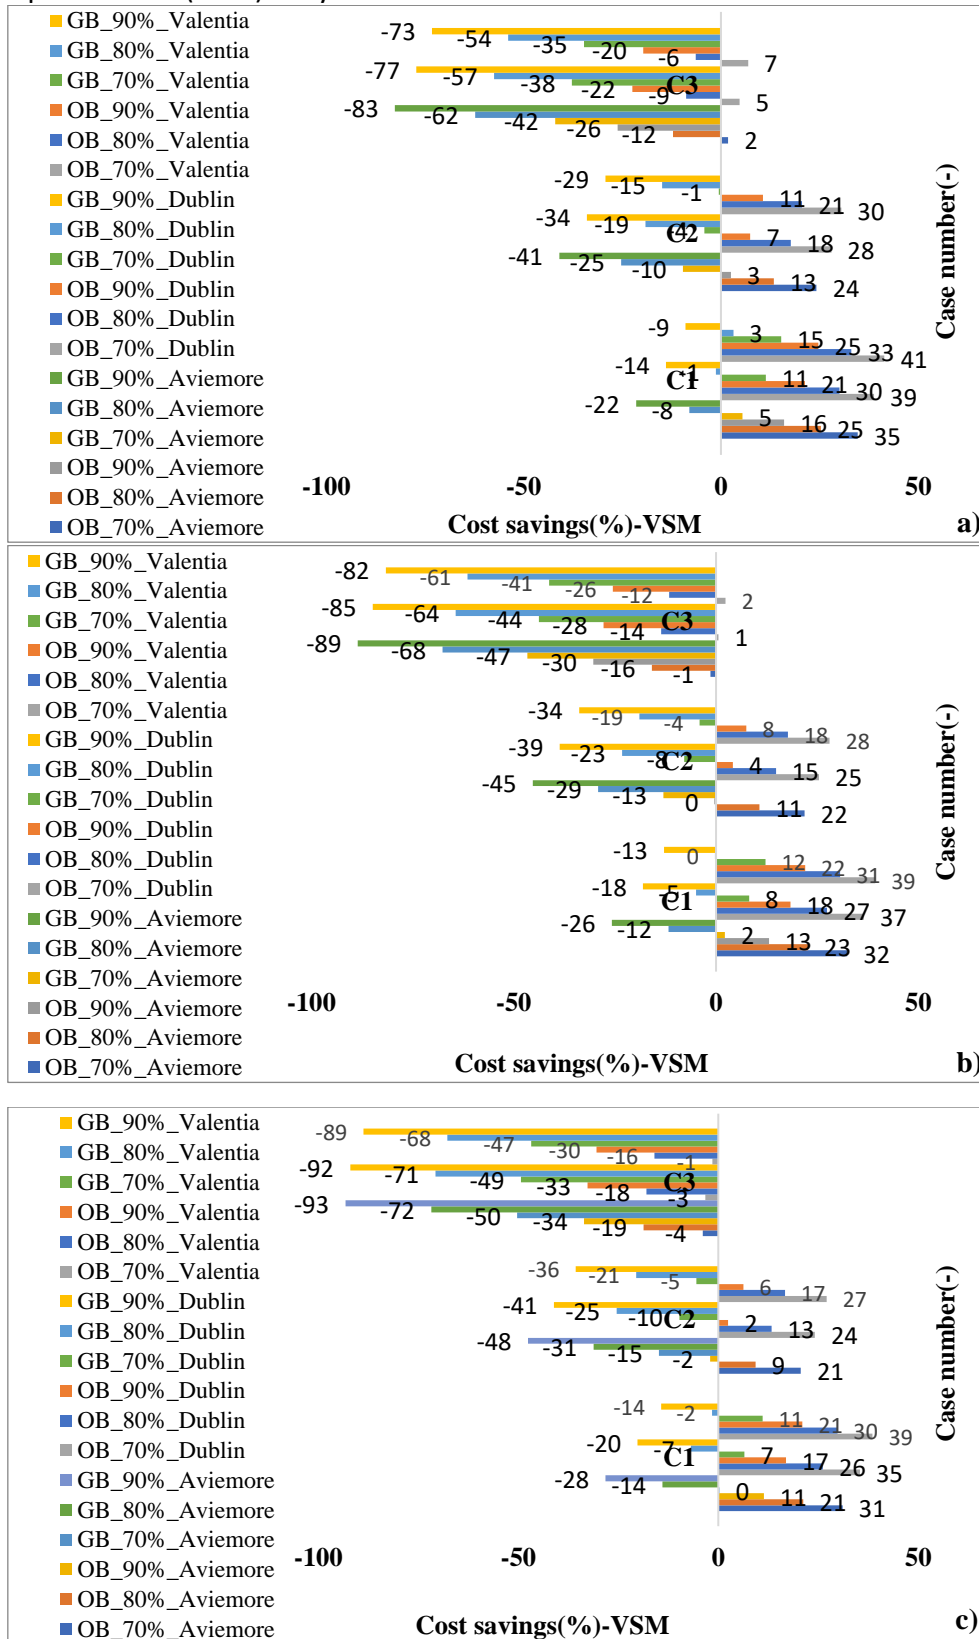 GB_90%_Valentia
GB_80%_Valentia
GB_70%_Valentia
OB_90%_Valentia
OB_80%_Valentia
OB_70%_Valentia
GB_90%_Dublin
GB_80%_Dublin
GB_70%_Dublin
OB_90%_Dublin
OB_80%_Dublin
OB_70%_Dublin
GB_90%_Aviemore
GB_80%_Aviemore
GB_70%_Aviemore
OB_90%_Aviemore
OB_80%_Aviemore
OB_70%_Aviemore
-73 -54 -35 -20 -6 7
-77 -57 -38 -22 -9 5
C3
-83 -62 -42 -26 -12 2
-29 -15 -1 11 21 30
-34 -19 -4 7 18 28
C2
-41 -25 -10 3 13 24
-9 3 15 25 33 41
-14 -1 11 21 30 39
C1
-22 -8 5 16 25 35
-100 -50 0 50
Cost savings(%)-VSM
Case number(-)
a)
GB_90%_Valentia
GB_80%_Valentia
GB_70%_Valentia
OB_90%_Valentia
OB_80%_Valentia
OB_70%_Valentia
GB_90%_Dublin
GB_80%_Dublin
GB_70%_Dublin
OB_90%_Dublin
OB_80%_Dublin
OB_70%_Dublin
GB_90%_Aviemore
GB_80%_Aviemore
GB_70%_Aviemore
OB_90%_Aviemore
OB_80%_Aviemore
OB_70%_Aviemore
-82 -61 -41 -26 -12 2
-85 -64 -44 -28 -14 1
C3
-89 -68 -47 -30 -16 -1
-34 -19 -4 8 18 28
-39 -23 -8 4 15 25
C2
-45 -29 -13 0 11 22
-13 0 12 22 31 39
-18 -5 8 18 27 37
C1
-26 -12 2 13 23 32
-100 -50 0 50
Cost savings(%)-VSM
Case number(-)
b)
GB_90%_Valentia
GB_80%_Valentia
GB_70%_Valentia
OB_90%_Valentia
OB_80%_Valentia
OB_70%_Valentia
GB_90%_Dublin
GB_80%_Dublin
GB_70%_Dublin
OB_90%_Dublin
OB_80%_Dublin
OB_70%_Dublin
GB_90%_Aviemore
GB_80%_Aviemore
GB_70%_Aviemore
OB_90%_Aviemore
OB_80%_Aviemore
OB_70%_Aviemore
-89 -68 -47 -30 -16 -1
-92 -71 -49 -33 -18 -3
C3
-93 -72 -50 -34 -19 -4
-36 -21 -5 6 17 27
-41 -25 -10 2 13 24
C2
-48 -31 -15 -2 9 21
-14 -2 11 21 30 39
-20 -7 7 17 26 35
C1
-28 -14 0 11 21 31
-100 -50 0 50
Cost savings(%)-VSM
Case number(-)
c)